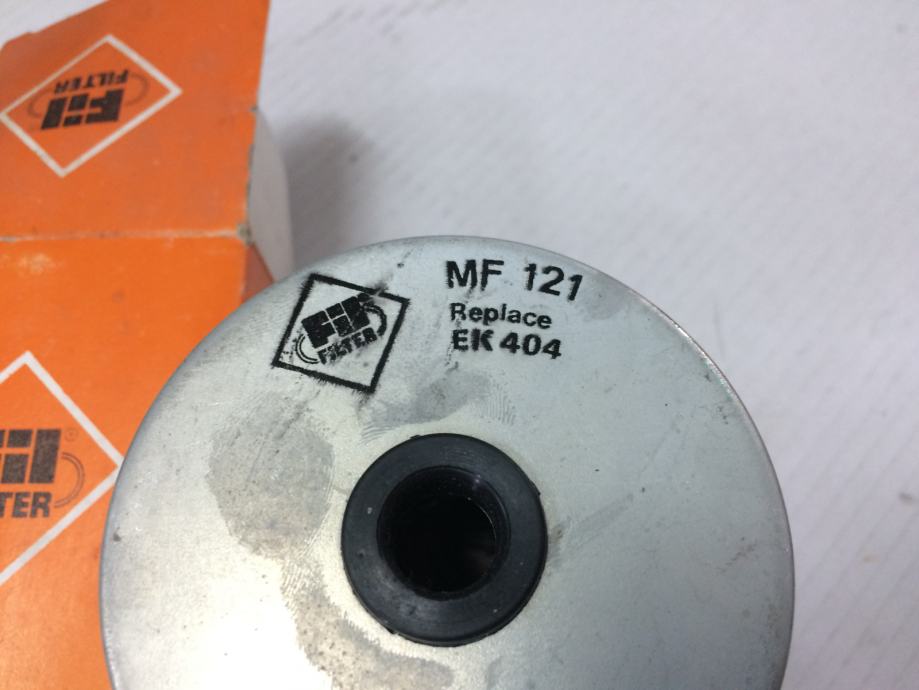 Fil
FILTER
MF 121
Replace
EK 404
Fil
FILTER
Fil®
TER